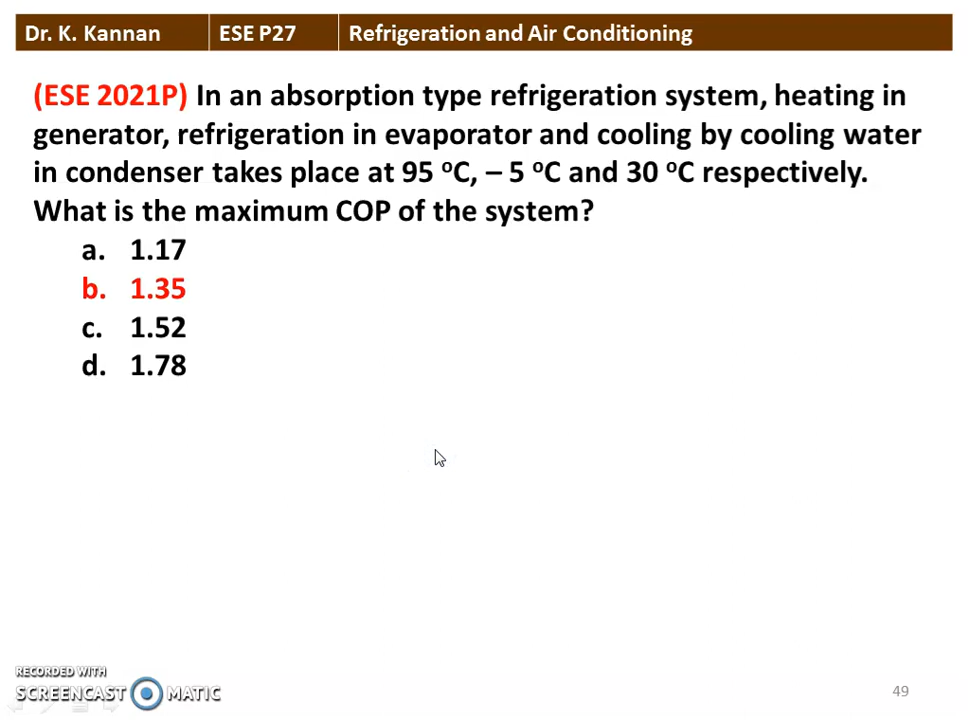 Dr. K. Kannan ESE P27 Refrigeration and Air Conditioning
(ESE 2021P) In an absorption type refrigeration system, heating in
generator, refrigeration in evaporator and cooling by cooling water
in condenser takes place at 95 ᵒC, – 5 ᵒC and 30 ᵒC respectively.
What is the maximum COP of the system?
a. 1.17
b. 1.35
c. 1.52
d. 1.78
RECORDED WITH
SCREENCAST MATIC
49